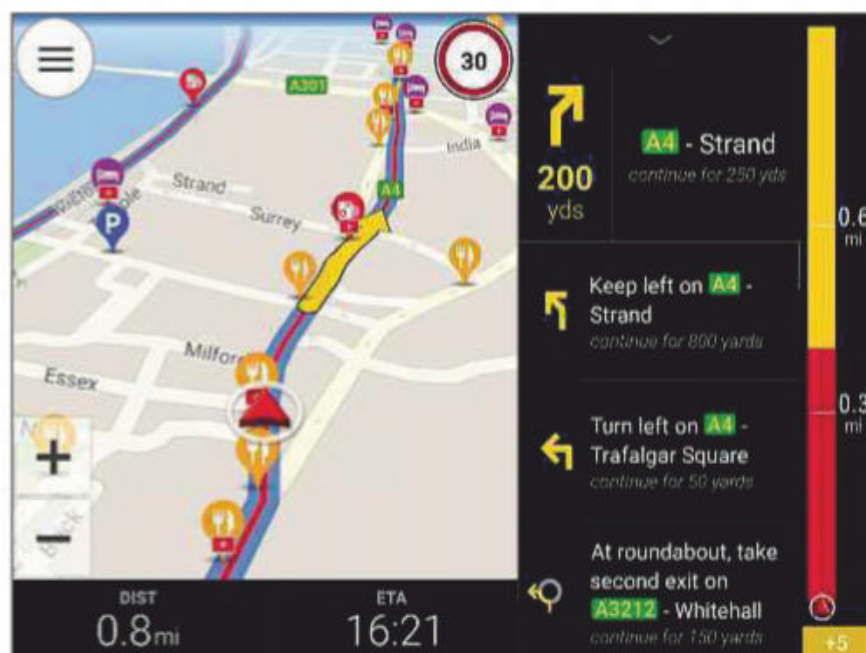 30
A301
India
Strand
A4
Surrey
P
Milford
Essex
DIST
0.8mi
ETA
16:21
200
yds
A4 - Strand
continue for 250 yds
Keep left on A4 -
Strand
continue for 800 yards
Turn left on A4 -
Trafalgar Square
continue for 50 yards
At roundabout, take
second exit on
A3212 - Whitehall
continue for 150 yards
0.6
mi
0.3
mi
+5